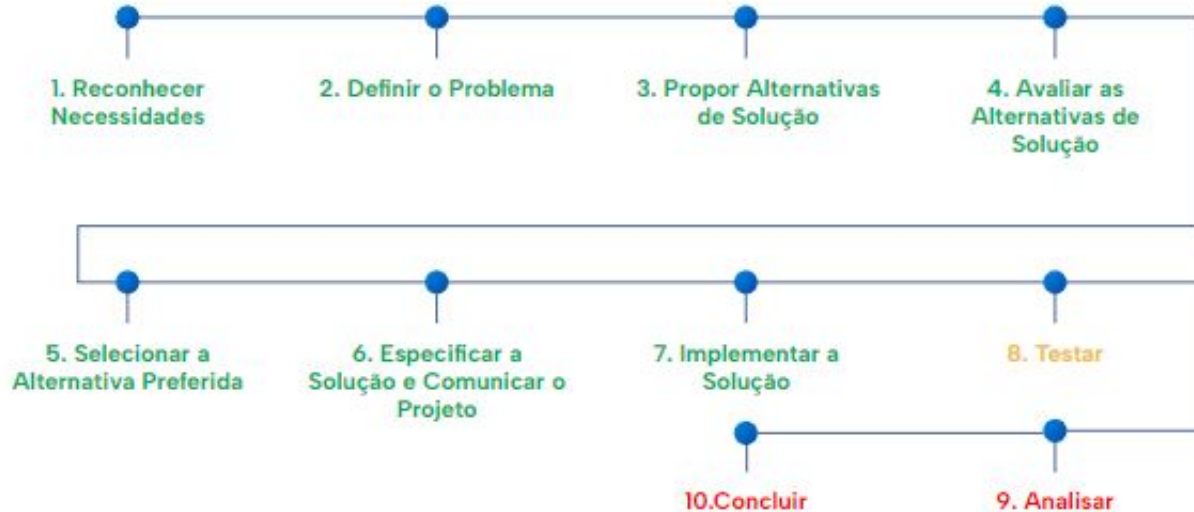 1. Reconhecer
Necessidades
2. Definir o Problema
3. Propor Alternativas
de Solução
4. Avaliar as
Alternativas de
Solução
5. Selecionar a
Alternativa Preferida
6. Especificar a
Solução e Comunicar o
Projeto
7. Implementar a
Solução
8. Testar
9. Analisar
10.Concluir